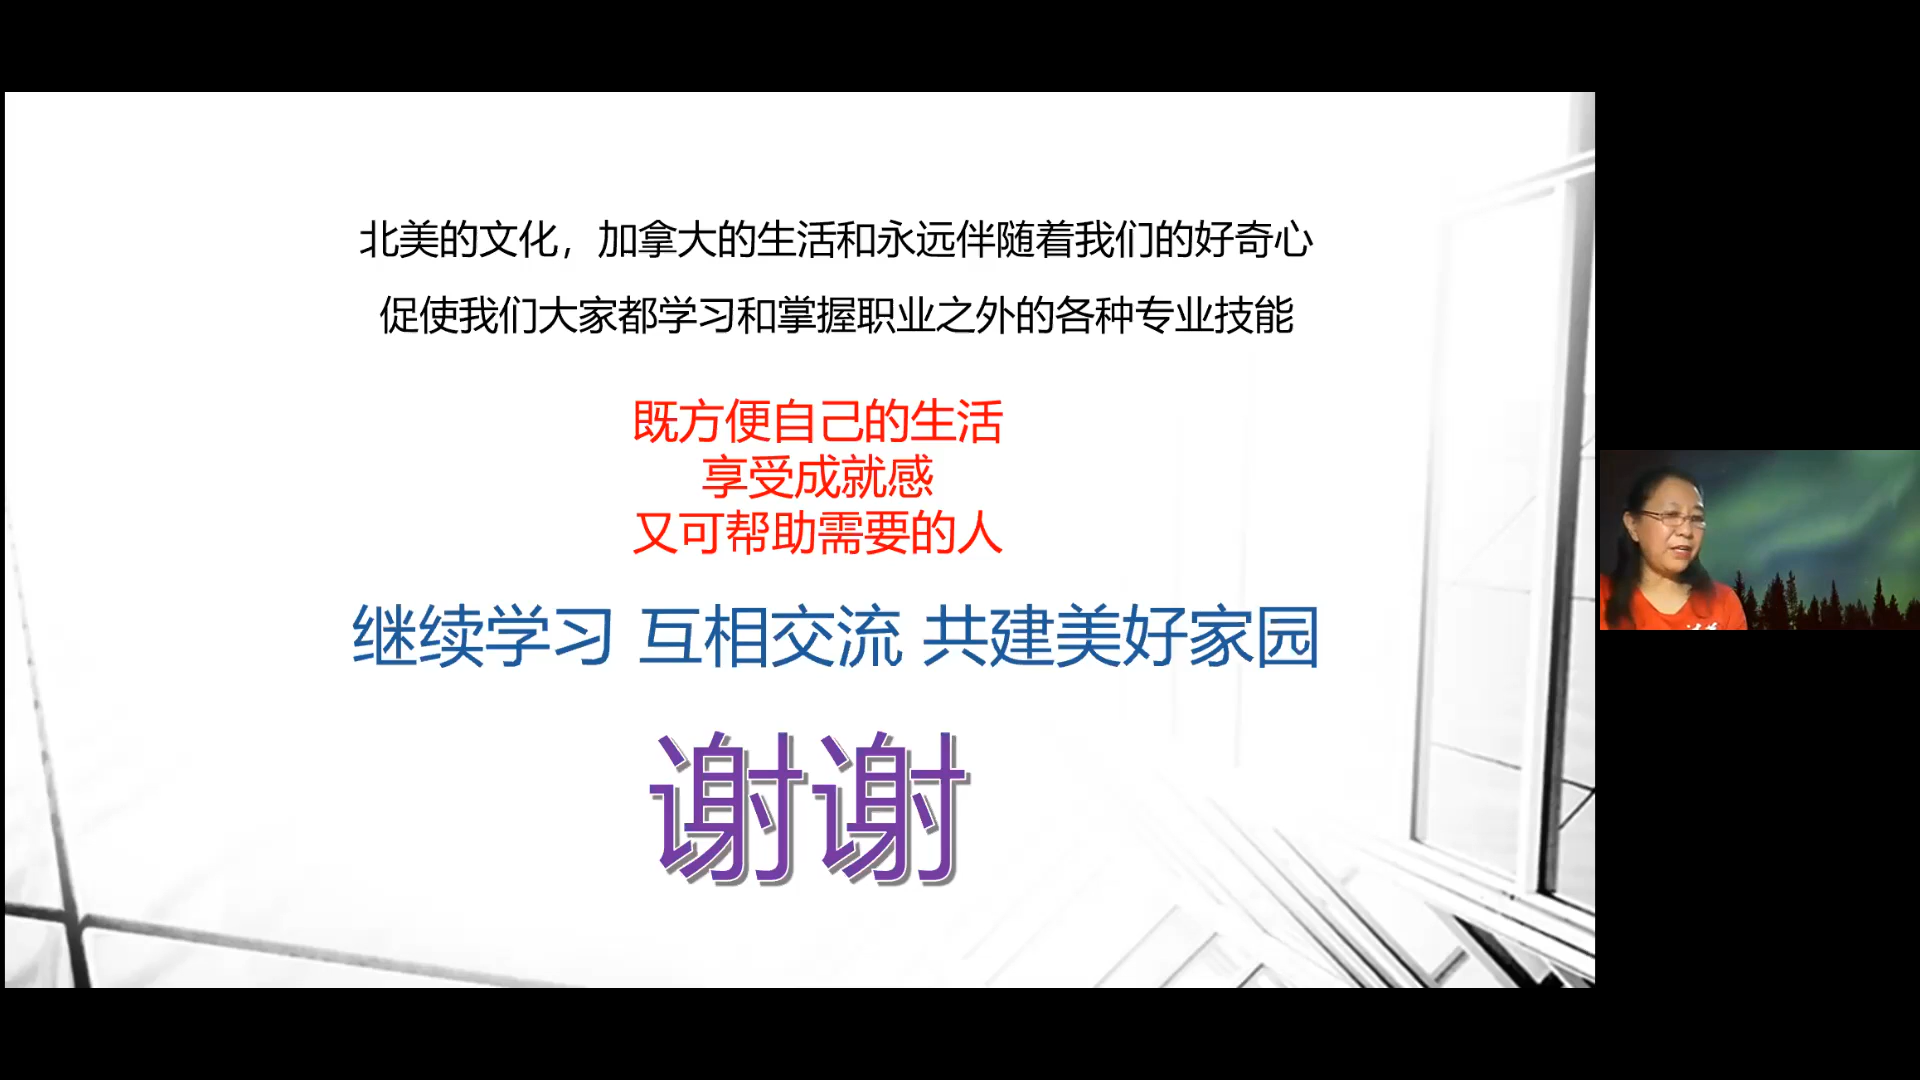 北美的文化，加拿大的生活和永远伴随着我们的好奇心
促使我们大家都学习和掌握职业之外的各种专业技能
既方便自己的生活
享受成就感
又可帮助需要的人
继续学习 互相交流 共建美好家园
谢谢